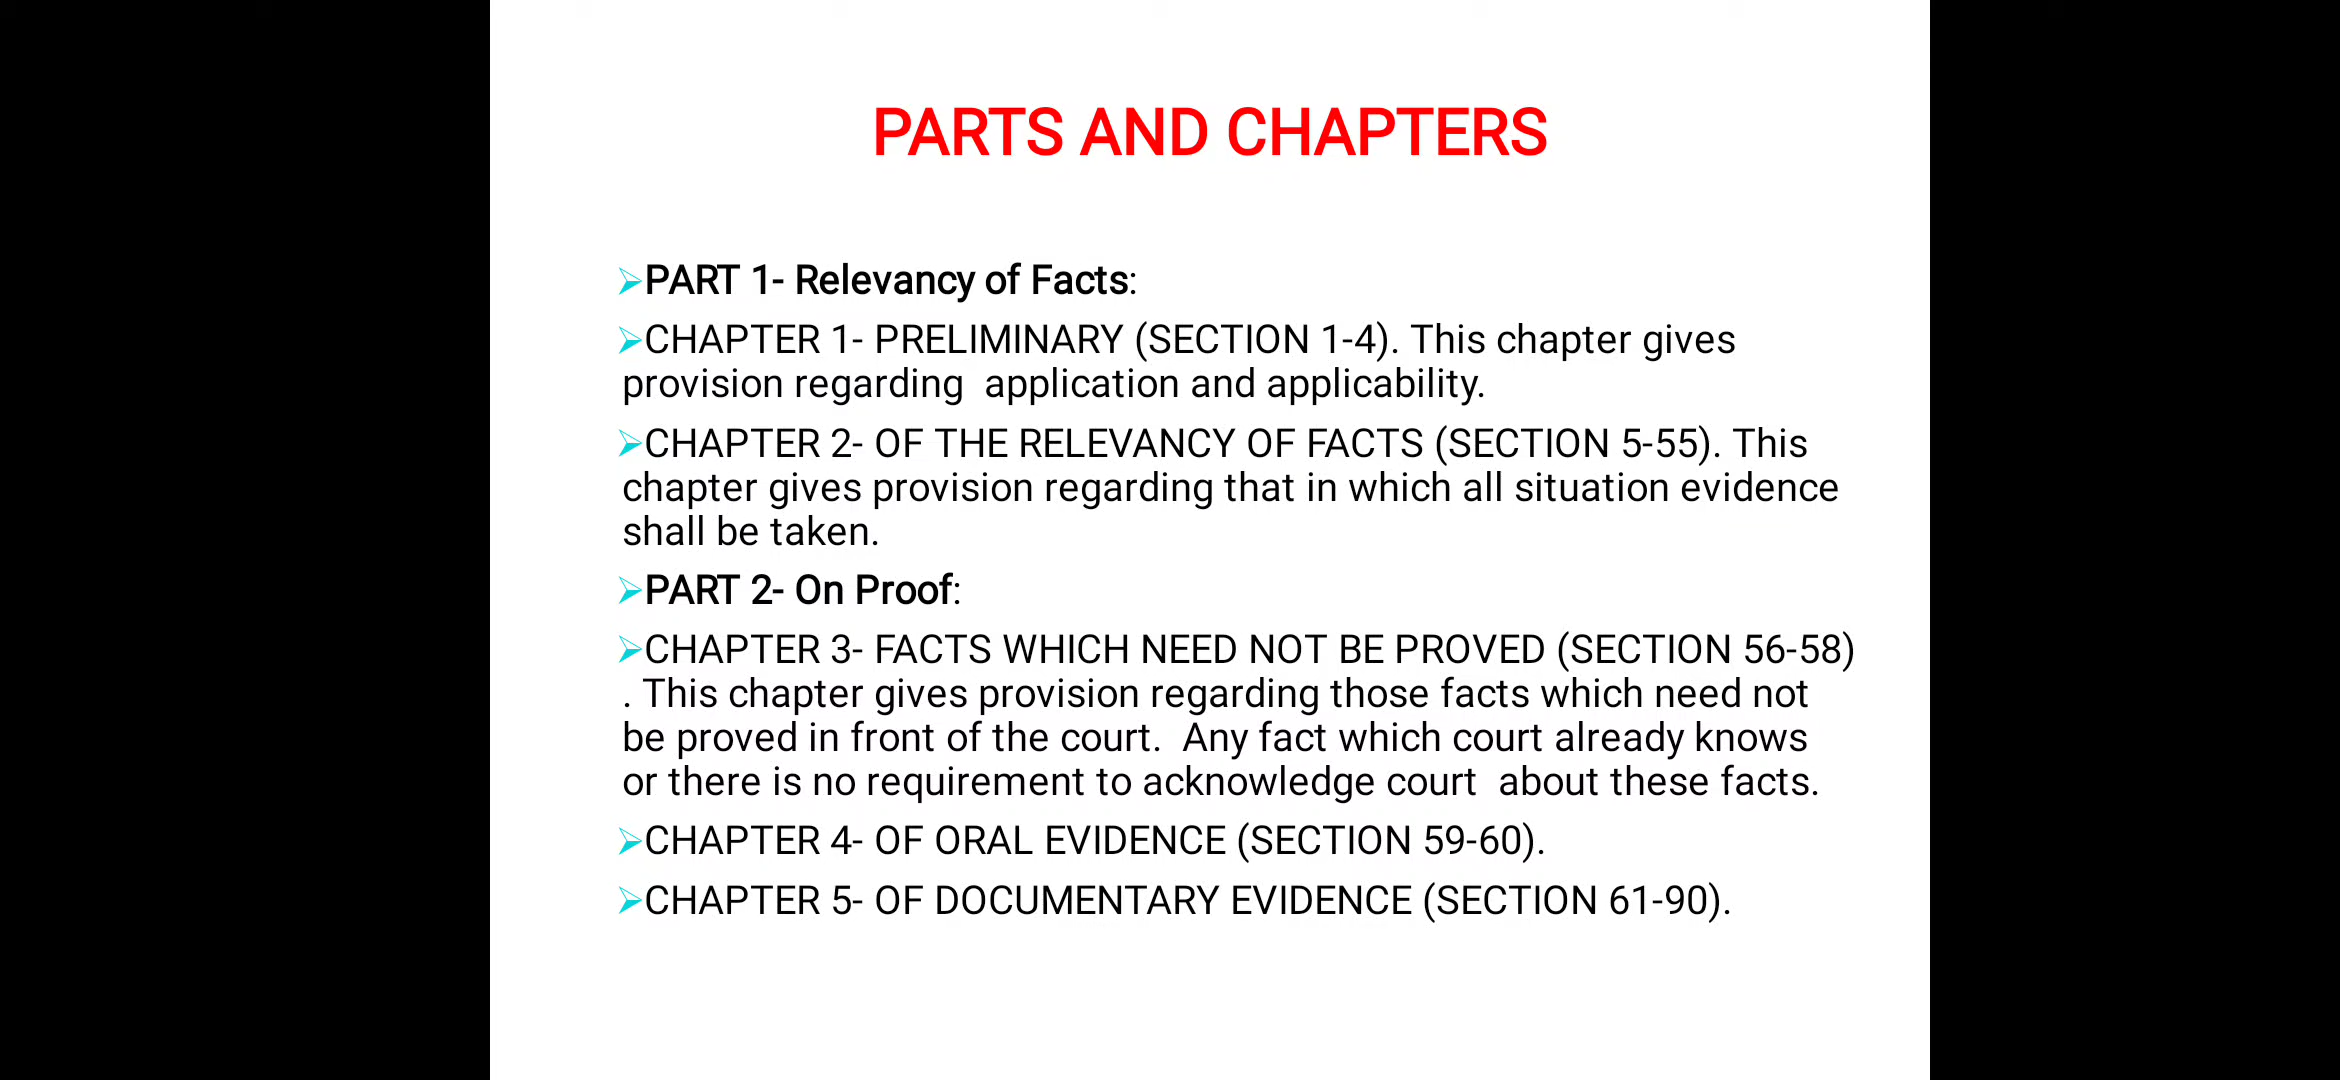 PARTS AND CHAPTERS
➢PART 1- Relevancy of Facts:
➢CHAPTER 1- PRELIMINARY (SECTION 1-4). This chapter gives
provision regarding  application and applicability.
➢CHAPTER 2- OF THE RELEVANCY OF FACTS (SECTION 5-55). This
chapter gives provision regarding that in which all situation evidence
shall be taken.
➢PART 2- On Proof:
➢CHAPTER 3- FACTS WHICH NEED NOT BE PROVED (SECTION 56-58)
. This chapter gives provision regarding those facts which need not
be proved in front of the court.  Any fact which court already knows
or there is no requirement to acknowledge court  about these facts.
➢CHAPTER 4- OF ORAL EVIDENCE (SECTION 59-60).
➢CHAPTER 5- OF DOCUMENTARY EVIDENCE (SECTION 61-90).